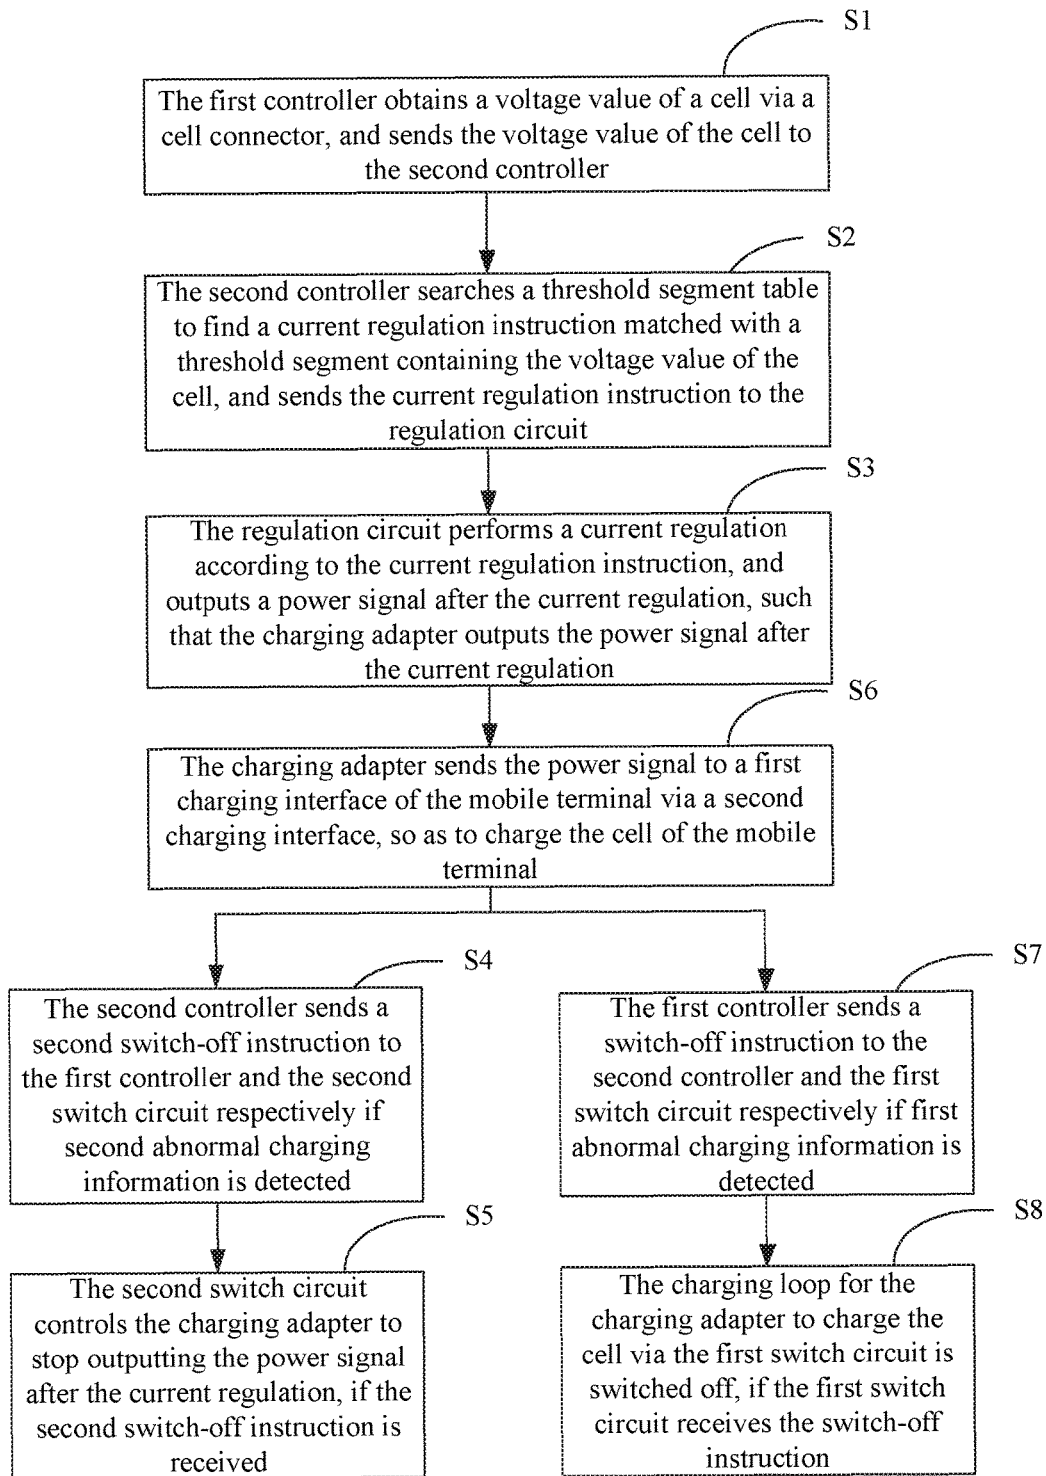 S1
The first controller obtains a voltage value of a cell via a
cell connector, and sends the voltage value of the cell to
the second controller
S2
The second controller searches a threshold segment table
to find a current regulation instruction matched with a
threshold segment containing the voltage value of the
cell, and sends the current regulation instruction to the
regulation circuit
S3
The regulation circuit performs a current regulation
according to the current regulation instruction, and
outputs a power signal after the current regulation, such
that the charging adapter outputs the power signal after
the current regulation
S6
The charging adapter sends the power signal to a first
charging interface of the mobile terminal via a second
charging interface, so as to charge the cell of the mobile
terminal
S4
The second controller sends a
second switch-off instruction to
the first controller and the second
switch circuit respectively if
second abnormal charging
information is detected
S5
The second switch circuit
controls the charging adapter to
stop outputting the power signal
after the current regulation, if the
second switch-off instruction is
received
S7
The first controller sends a
switch-off instruction to the
second controller and the first
switch circuit respectively if first
abnormal charging information is
detected
S8
The charging loop for the
charging adapter to charge the
cell via the first switch circuit is
switched off, if the first switch
circuit receives the switch-off
instruction